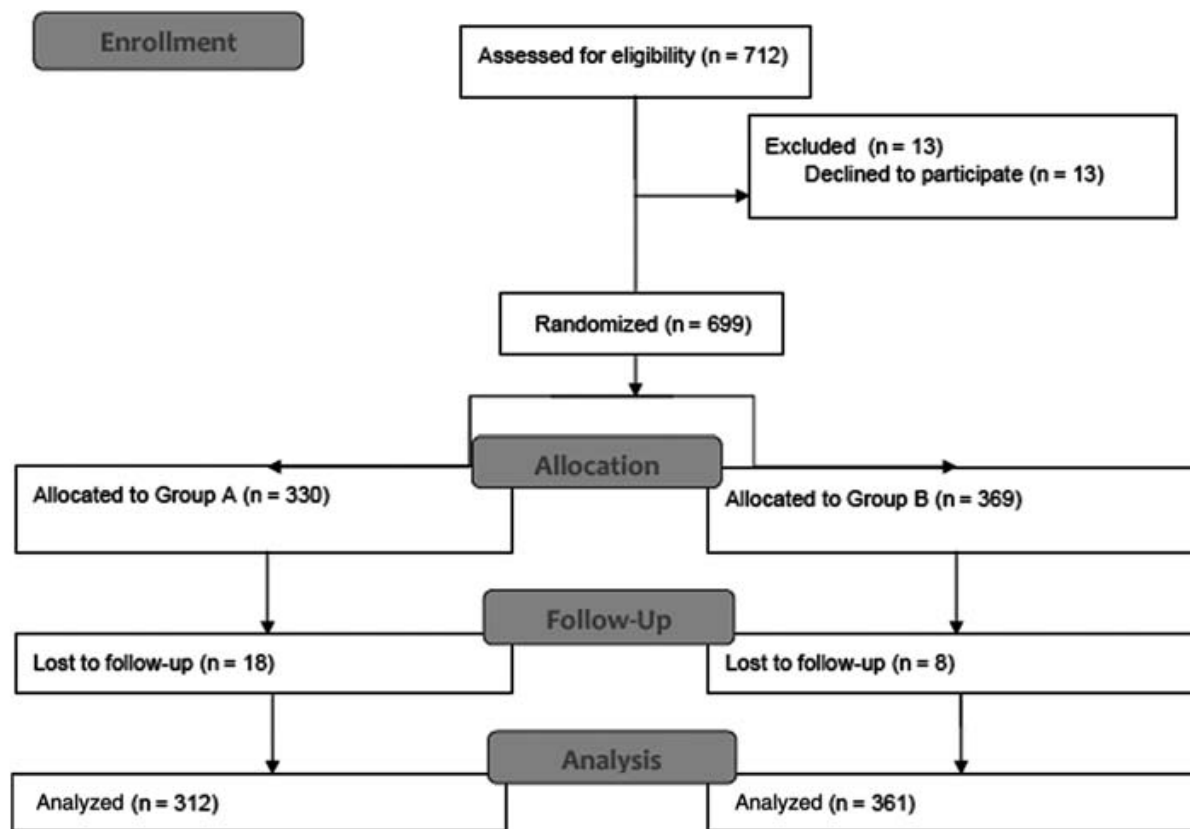 Enrollment
Assessed for eligibility (n = 712)
Excluded (n = 13)
Declined to participate (n = 13)
Randomized (n = 699)
Allocation
Allocated to Group A (n = 330)
Allocated to Group B (n = 369)
Follow-Up
Lost to follow-up (n = 18)
Lost to follow-up (n = 8)
Analysis
Analyzed (n = 312)
Analyzed (n = 361)